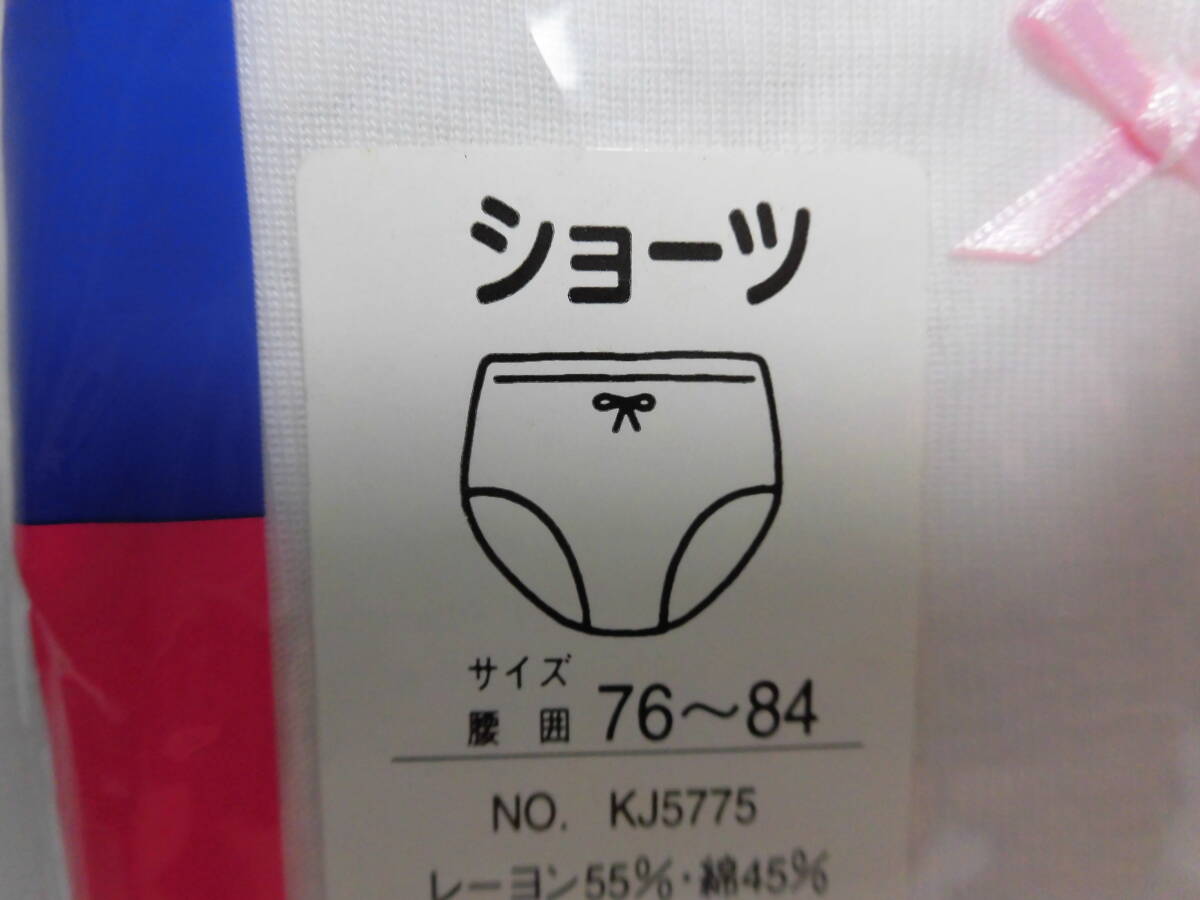 ショーツ
サイズ
腰囲 76～84
NO. KJ5775
レーヨン55%・綿45%